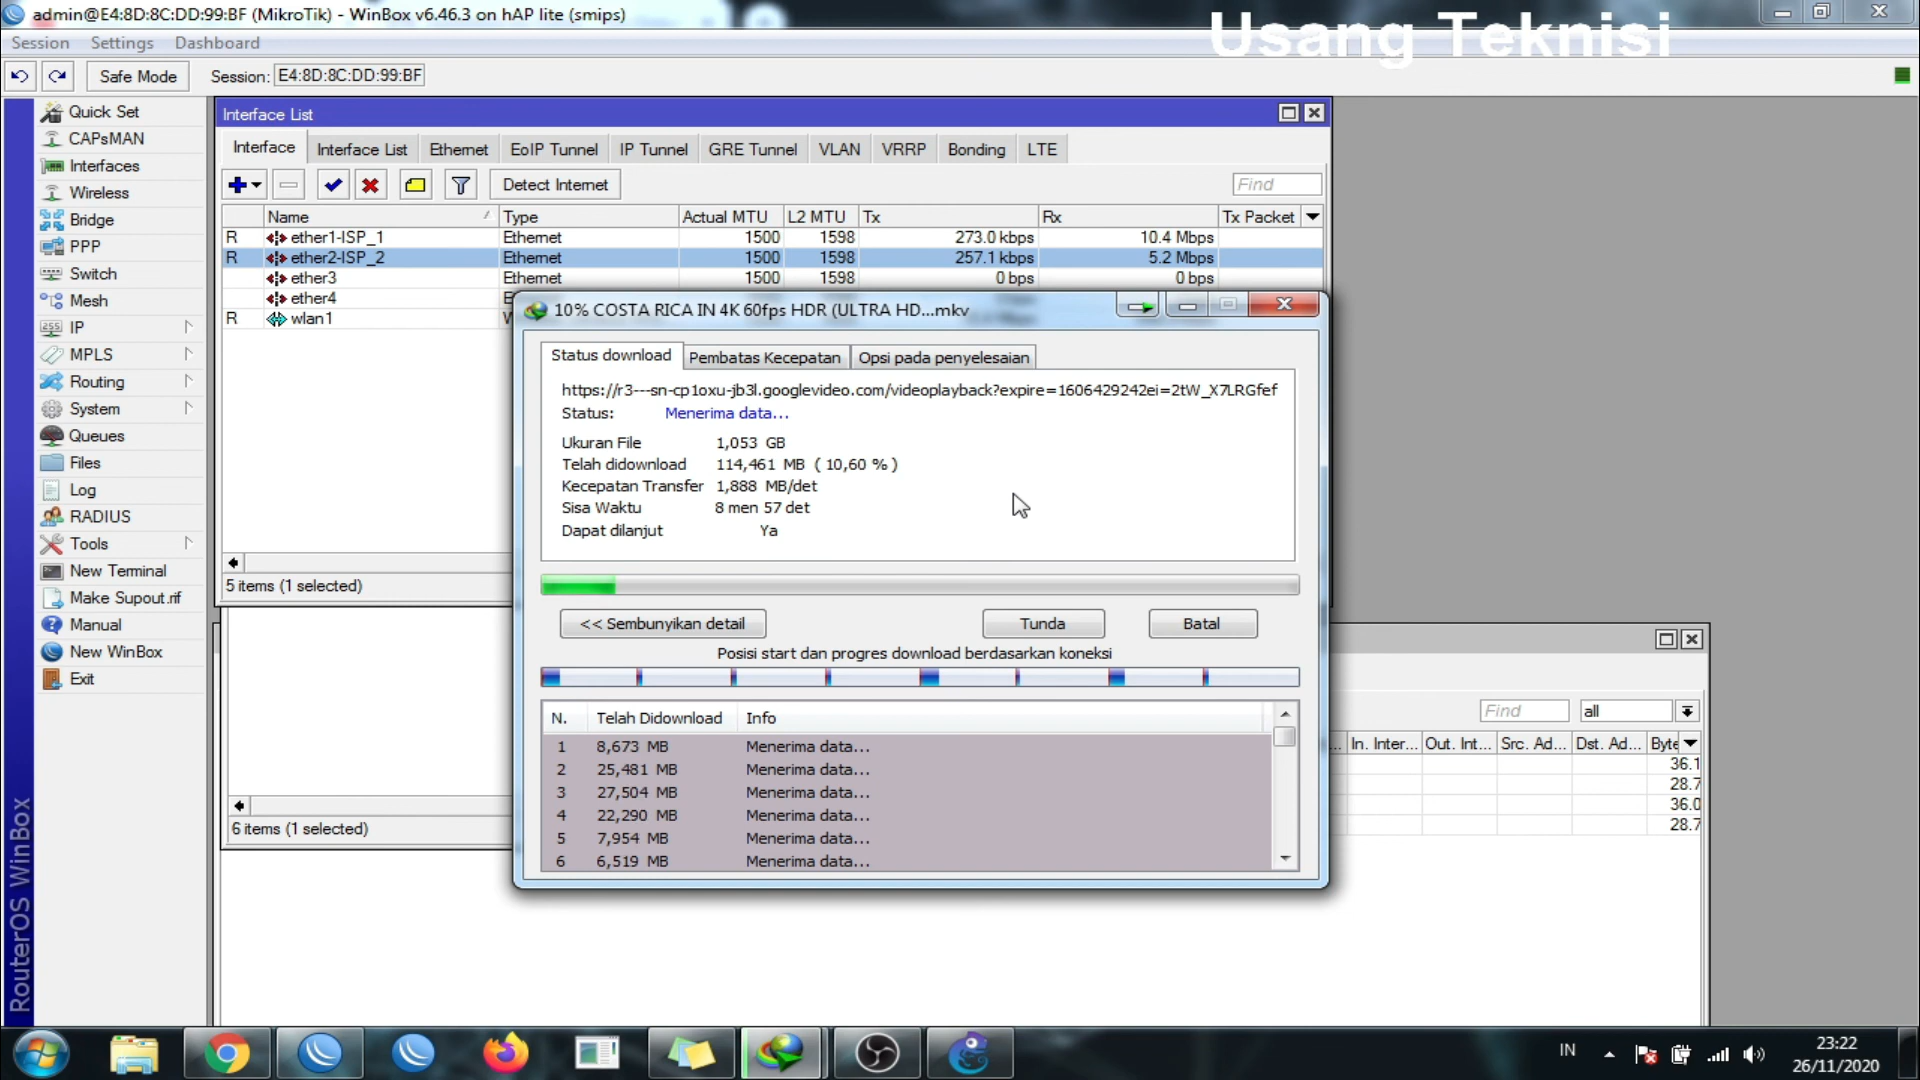 admin@E4:8D:8C:DD:99:BF (MikroTik) - WinBox v6.46.3 on hAP lite (smips)
Usang Teknisi
Session Settings Dashboard
Safe Mode Session: E4:8D:8C:DD:99:BF
Quick Set
CAPsMAN
Interfaces
Wireless
Bridge
PPP
Switch
Mesh
IP
MPLS
Routing
System
Queues
Files
Log
RADIUS
Tools
New Terminal
Make Supout.rif
Manual
New WinBox
Exit
RouterOS WinBox
Interface List
Interface Interface List Ethernet EoIP Tunnel IP Tunnel GRE Tunnel VLAN VRRP Bonding LTE
Detect Internet Find
Name Type Actual MTU L2 MTU Tx Rx Tx Packet
R ether1-ISP_1 Ethernet 1500 1598 273.0 kbps 10.4 Mbps
R ether2-ISP_2 Ethernet 1500 1598 257.1 kbps 5.2 Mbps
ether3 Ethernet 1500 1598 0 bps 0 bps
ether4
R wlan1
5 items (1 selected)
10% COSTA RICA IN 4K 60fps HDR (ULTRA HD...mkv
Status download Pembatas Kecepatan Opsi pada penyelesaian
https://r3---sn-cp1oxu-jb3l.googlevideo.com/videoplayback?expire=1606429242ei=2tW_X7LRGfef
Status: Menerima data...
Ukuran File 1,053 GB
Telah didownload 114,461 MB ( 10,60 % )
Kecepatan Transfer 1,888 MB/det
Sisa Waktu 8 men 57 det
Dapat dilanjut Ya
<< Sembunyikan detail Tunda Batal
Posisi start dan progres download berdasarkan koneksi
N. Telah Didownload Info
1 8,673 MB Menerima data...
2 25,481 MB Menerima data...
3 27,504 MB Menerima data...
4 22,290 MB Menerima data...
5 7,954 MB Menerima data...
6 6,519 MB Menerima data...
Find all
... In. Inter... Out. Int... Src. Ad... Dst. Ad... Byte
36.1
28.7
36.0
28.7
6 items (1 selected)
IN
23:22
26/11/2020